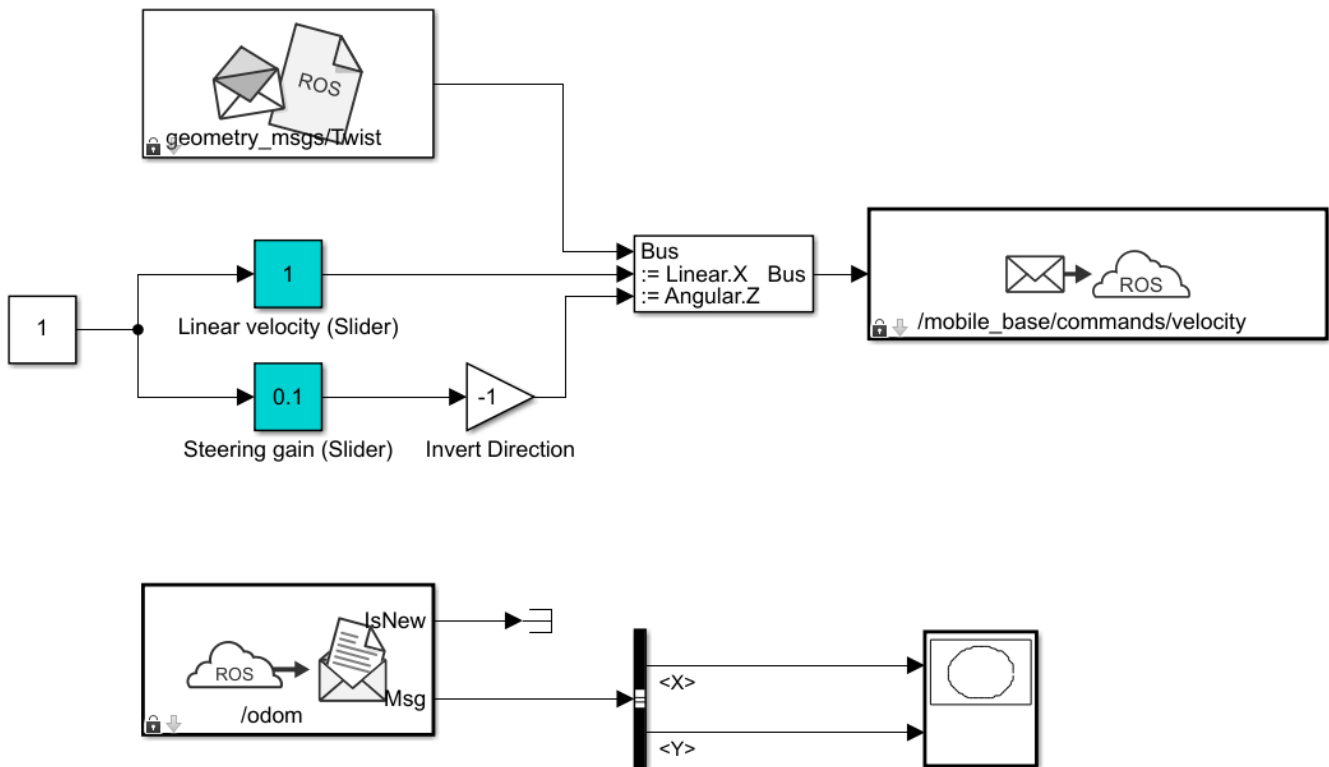 ROS
geometry_msgs/Twist
1
1
Linear velocity (Slider)
0.1
Steering gain (Slider)
-1
Invert Direction
Bus
:= Linear.X Bus
:= Angular.Z
ROS
/mobile_base/commands/velocity
IsNew
ROS
Msg
/odom
<X>
<Y>